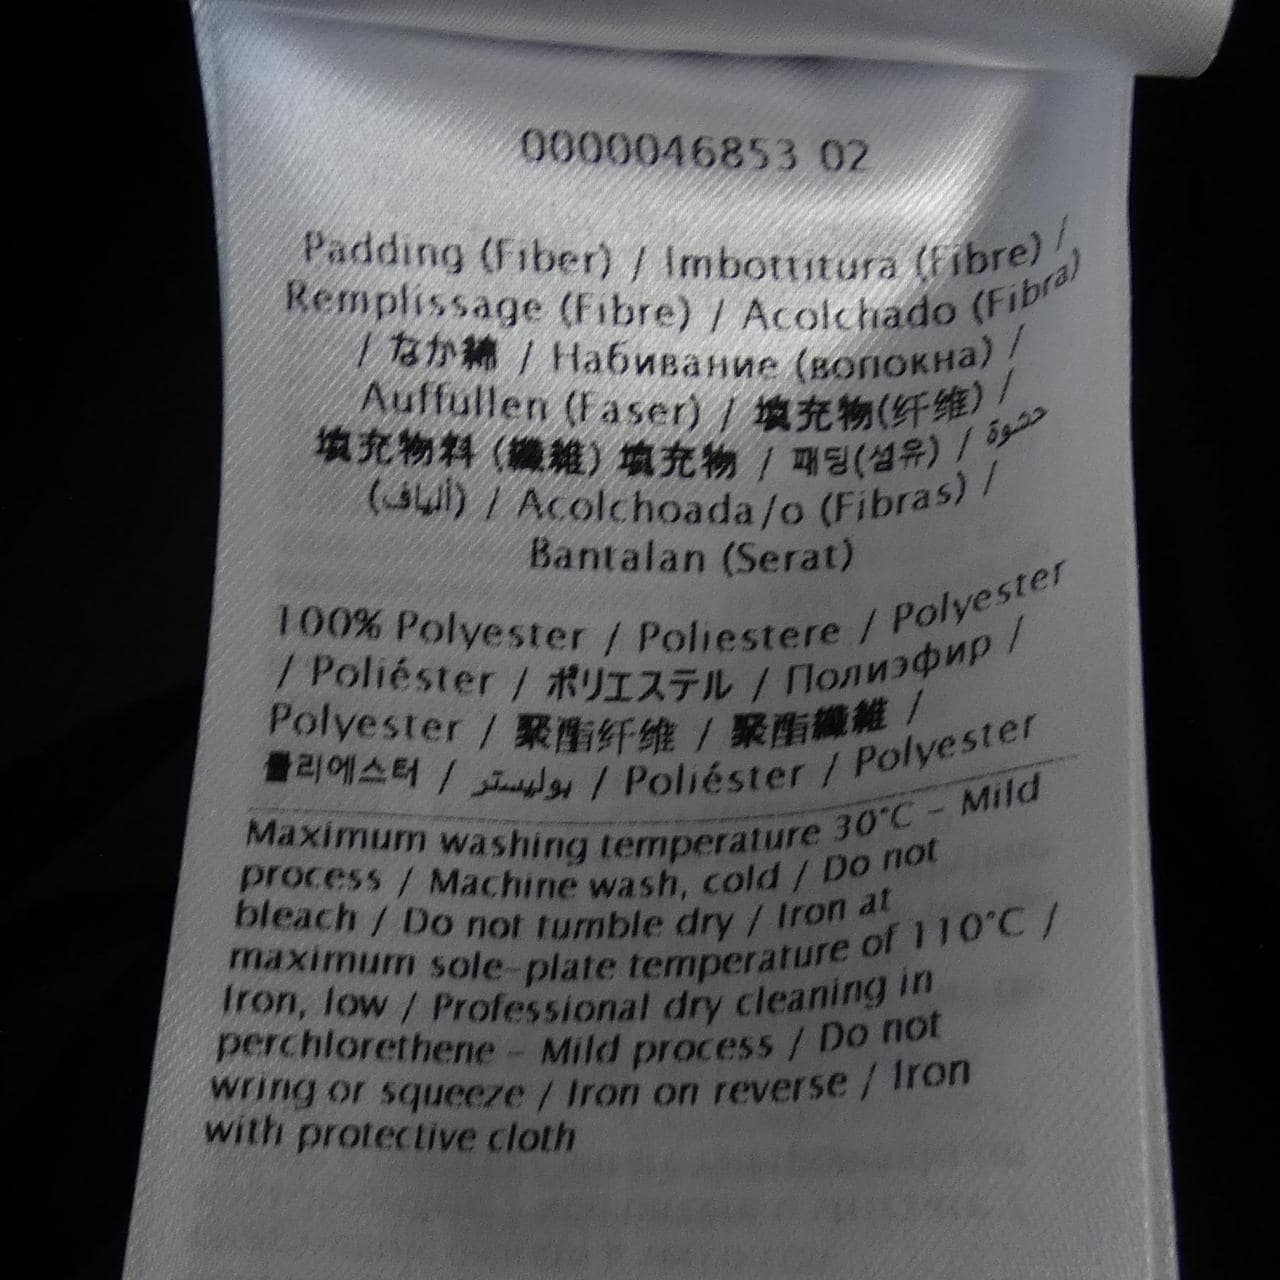 0000046853 02
Padding (Fiber) / Imbottitura (Fibre) /
Remplissage (Fibre) / Acolchado (Fibra)
/ なか綿 / Набивание (волокна) /
Auffullen (Faser) / 填充物(纤维) /
填充物料 (纖維) 填充物 / 패딩(섬유) / حشوة
(ألياف) / Acolchoada/o (Fibras) /
Bantalan (Serat)
100% Polyester / Poliestere / Polyester
/ Poliéster / ポリエステル / Полиэфир /
Polyester / 聚酯纤维 / 聚酯纖維 /
폴리에스터 / بوليستر / Poliéster / Polyester
Maximum washing temperature 30°C – Mild
process / Machine wash, cold / Do not
bleach / Do not tumble dry / Iron at
maximum sole-plate temperature of 110°C /
Iron, low / Professional dry cleaning in
perchlorethene – Mild process / Do not
wring or squeeze / Iron on reverse / Iron
with protective cloth